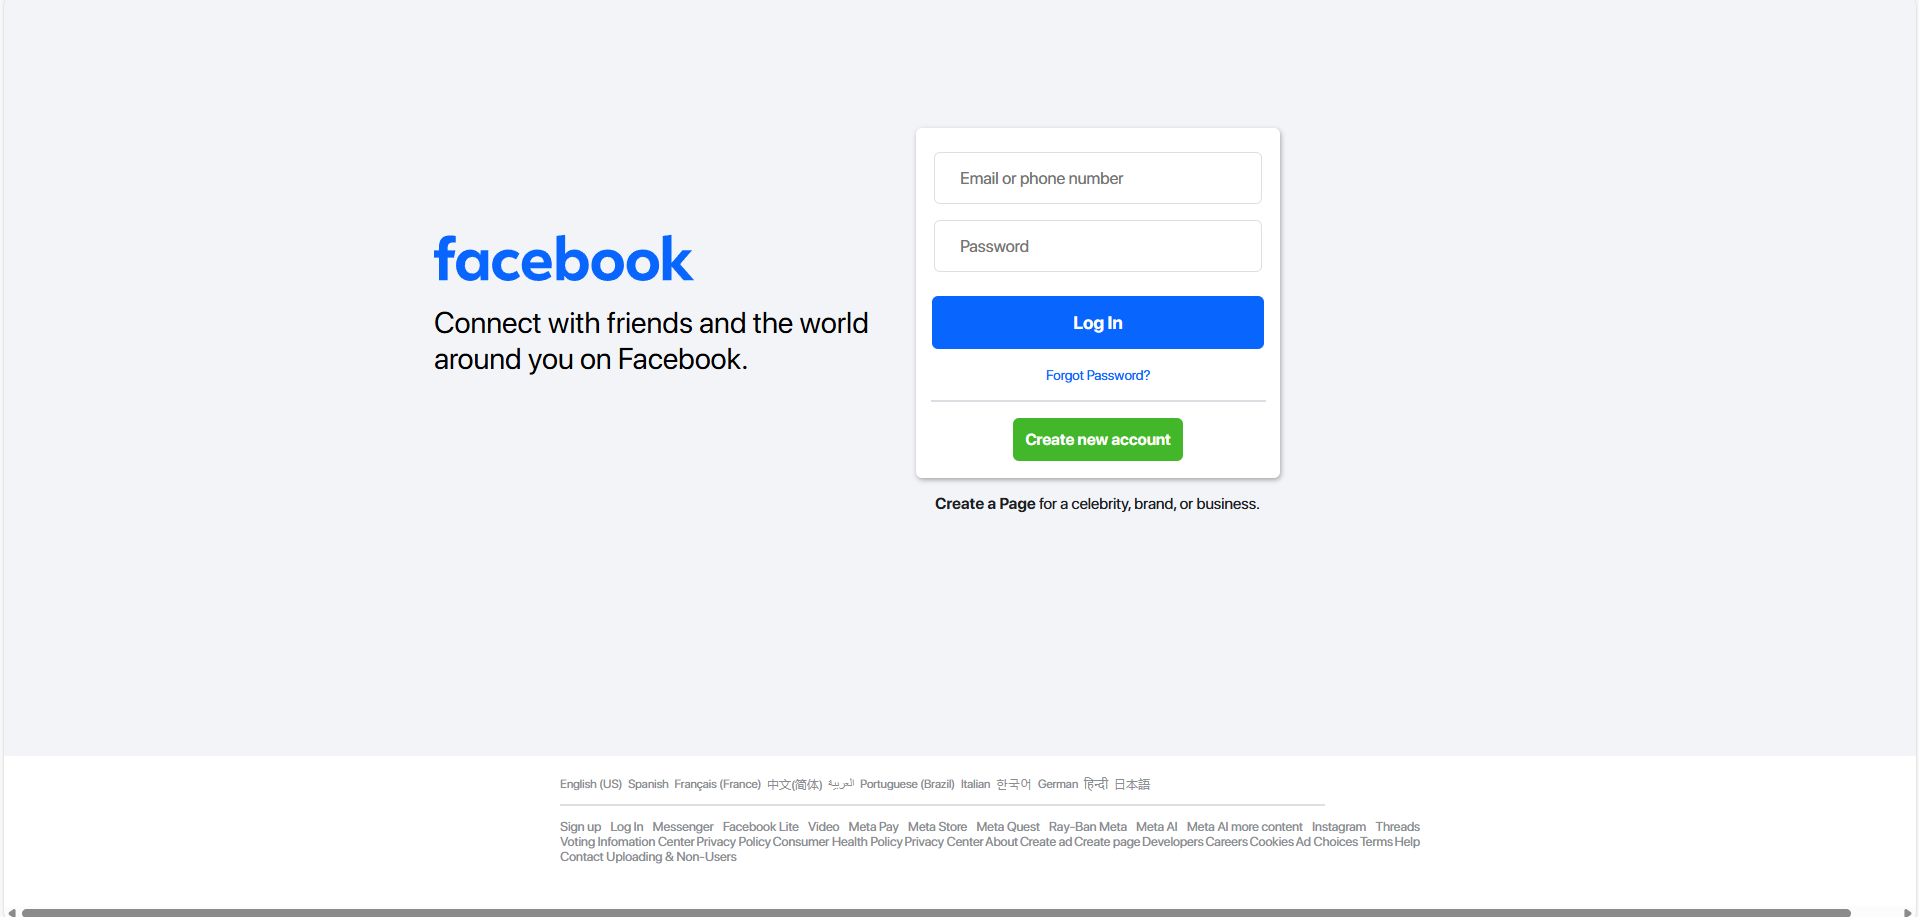 facebook
Connect with friends and the world
around you on Facebook.
Email or phone number
Password
Log In
Forgot Password?
Create new account
Create a Page for a celebrity, brand, or business.
English (US) Spanish Français (France) 中文(简体) العربية Portuguese (Brazil) Italian 한국어 German हिन्दी 日本語
Sign up Log In Messenger Facebook Lite Video Meta Pay Meta Store Meta Quest Ray-Ban Meta Meta AI Meta AI more content Instagram Threads
Voting Infomation Center Privacy Policy Consumer Health Policy Privacy Center About Create ad Create page Developers Careers Cookies Ad Choices Terms Help
Contact Uploading & Non-Users